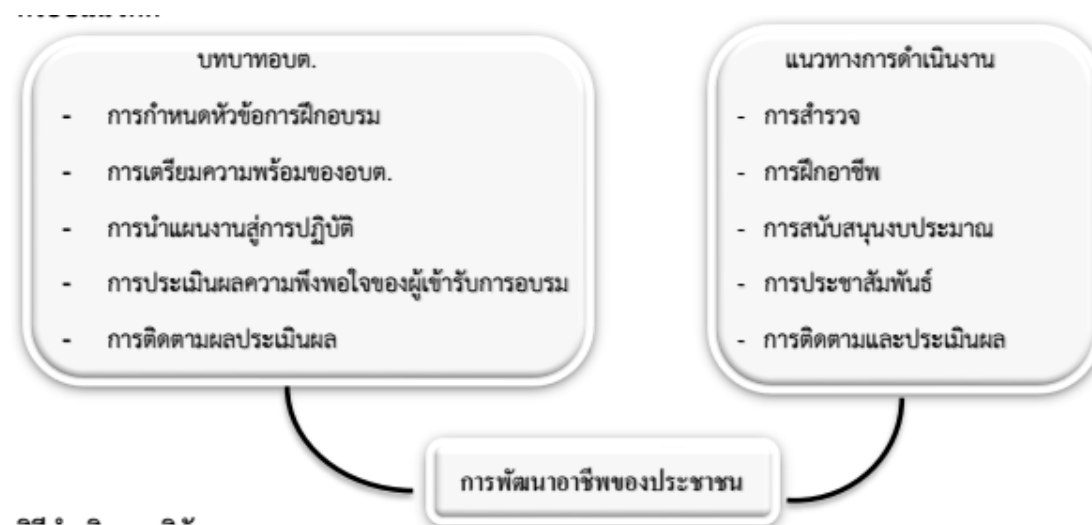 บทบาทอบต.
- การกำหนดหัวข้อการฝึกอบรม
- การเตรียมความพร้อมของอบต.
- การนำแผนงานสู่การปฏิบัติ
- การประเมินผลความพึงพอใจของผู้เข้ารับการอบรม
- การติดตามผลประเมินผล
แนวทางการดำเนินงาน
- การสำรวจ
- การฝึกอาชีพ
- การสนับสนุนงบประมาณ
- การประชาสัมพันธ์
- การติดตามและประเมินผล
การพัฒนาอาชีพของประชาชน